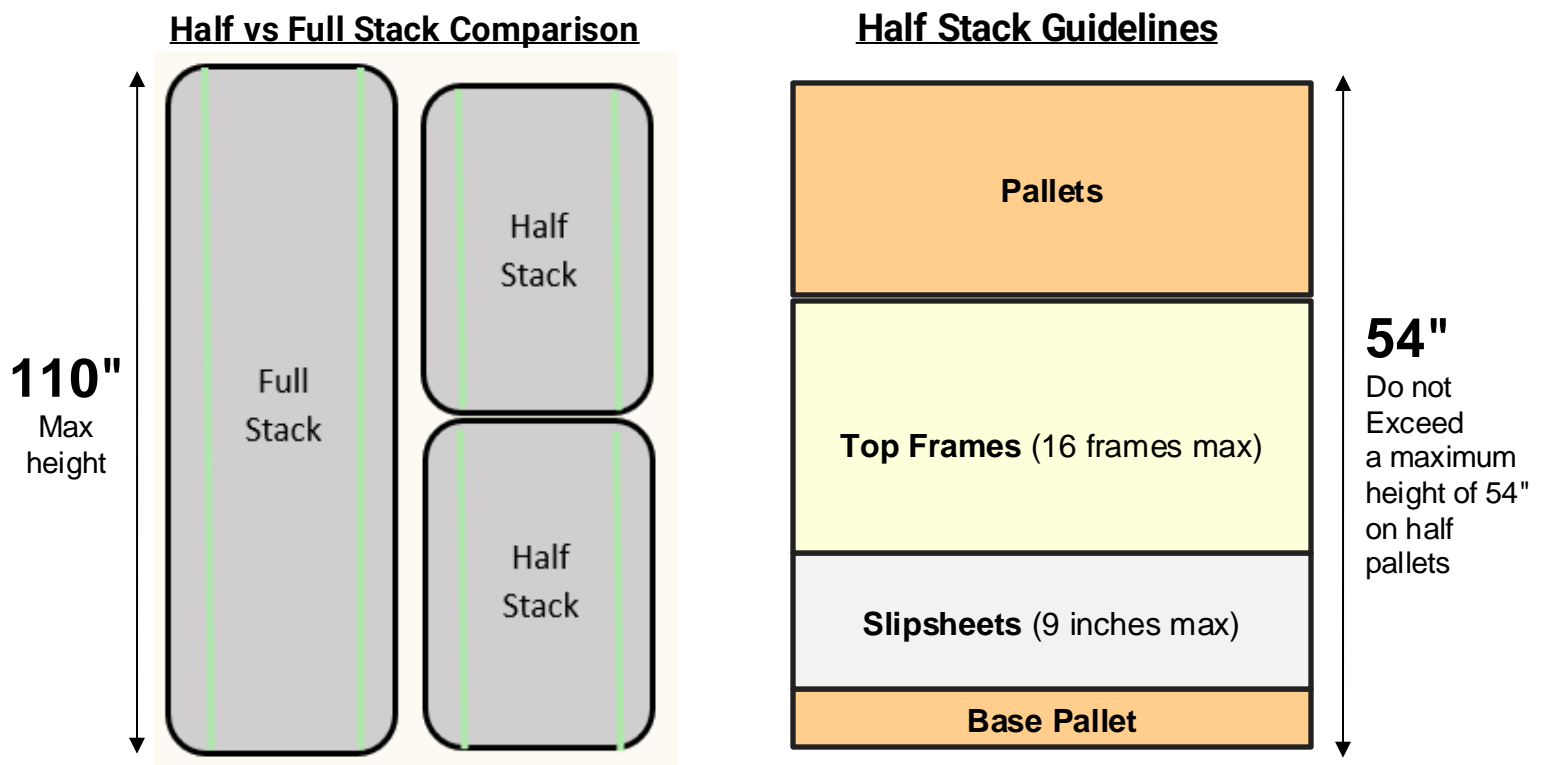 Half vs Full Stack Comparison
110"
Max
height
Full
Stack
Half
Stack
Half
Stack
Half Stack Guidelines
Pallets
Top Frames (16 frames max)
Slipsheets (9 inches max)
Base Pallet
54"
Do not
Exceed
a maximum
height of 54"
on half
pallets